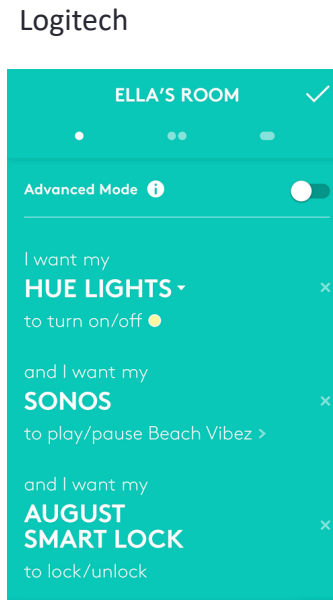 Logitech
ELLA'S ROOM
Advanced Mode i
I want my
HUE LIGHTS
to turn on/off
and I want my
SONOS
to play/pause Beach Vibez >
and I want my
AUGUST
SMART LOCK
to lock/unlock